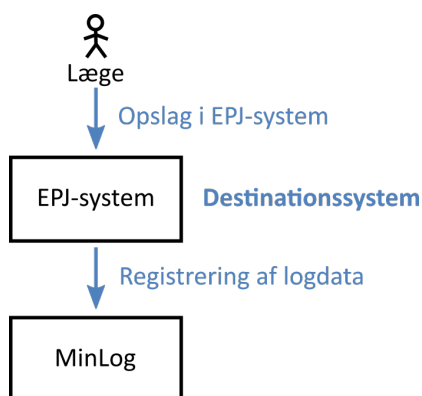 Læge
Opslag i EPJ-system
EPJ-system
Destinationssystem
Registrering af logdata
MinLog